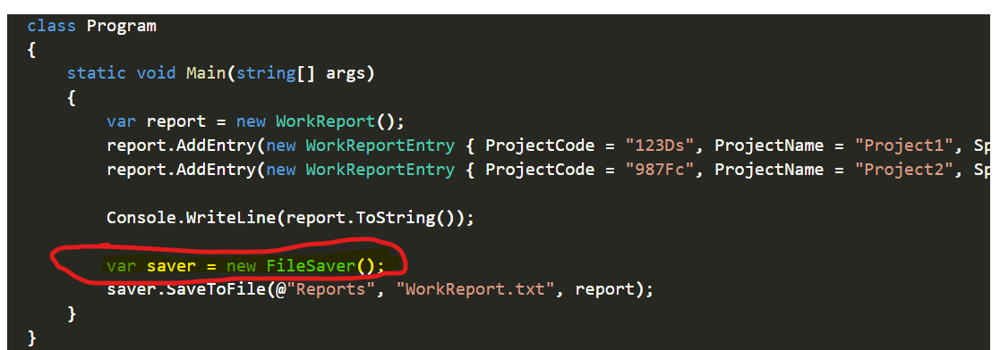 class Program
{
static void Main(string[] args)
{
var report = new WorkReport();
report.AddEntry(new WorkReportEntry { ProjectCode = "123Ds", ProjectName = "Project1", Sp
report.AddEntry(new WorkReportEntry { ProjectCode = "987Fc", ProjectName = "Project2", Sp
Console.WriteLine(report.ToString());
var saver = new FileSaver();
saver.SaveToFile(@"Reports", "WorkReport.txt", report);
}
}